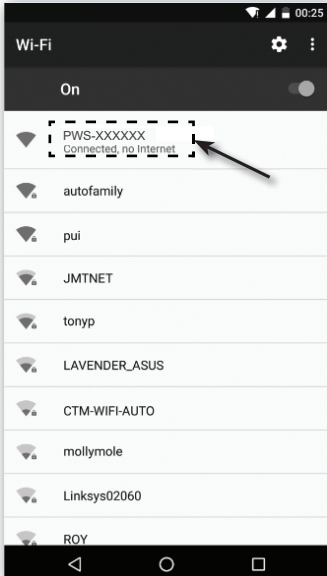 00:25
Wi-Fi
On
PWS-XXXXXX
Connected, no Internet
autofamily
pui
JMTNET
tonyp
LAVENDER_ASUS
CTM-WIFI-AUTO
mollymole
Linksys02060
ROY